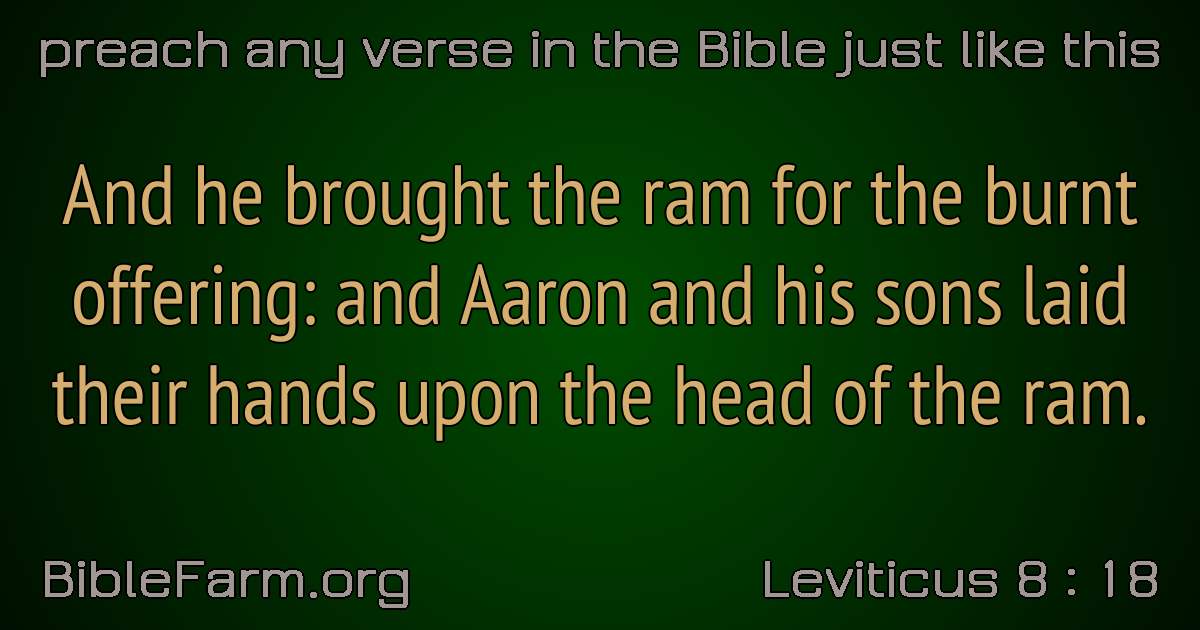 preach any verse in the Bible just like this
And he brought the ram for the burnt
offering: and Aaron and his sons laid
their hands upon the head of the ram.
BibleFarm.org
Leviticus 8 : 18